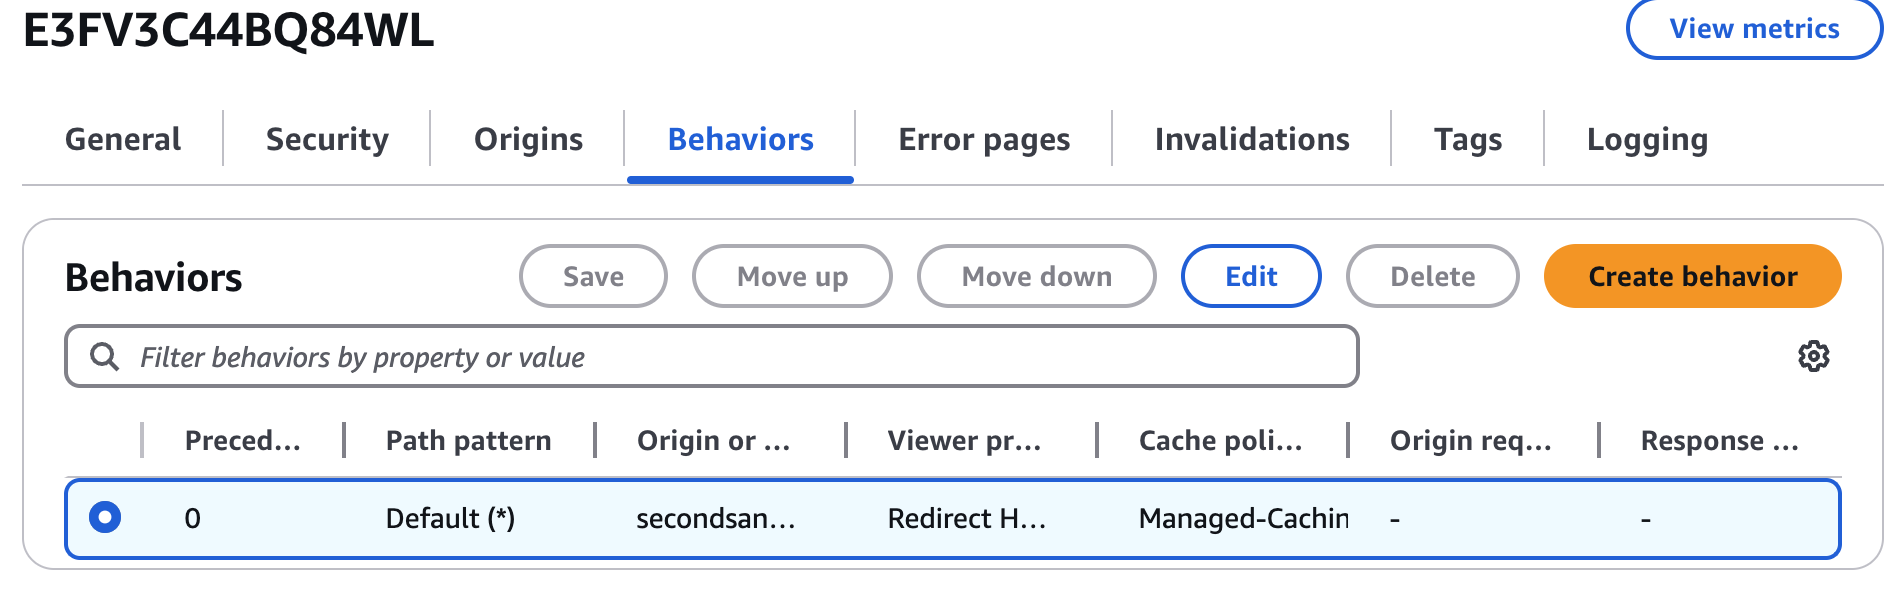 E3FV3C44BQ84WL
View metrics
General
Security
Origins
Behaviors
Error pages
Invalidations
Tags
Logging
Behaviors
Save
Move up
Move down
Edit
Delete
Create behavior
Filter behaviors by property or value
Preced...
Path pattern
Origin or ...
Viewer pr...
Cache poli...
Origin req...
Response ...
0
Default (*)
secondsan...
Redirect H...
Managed-Cachin
-
-